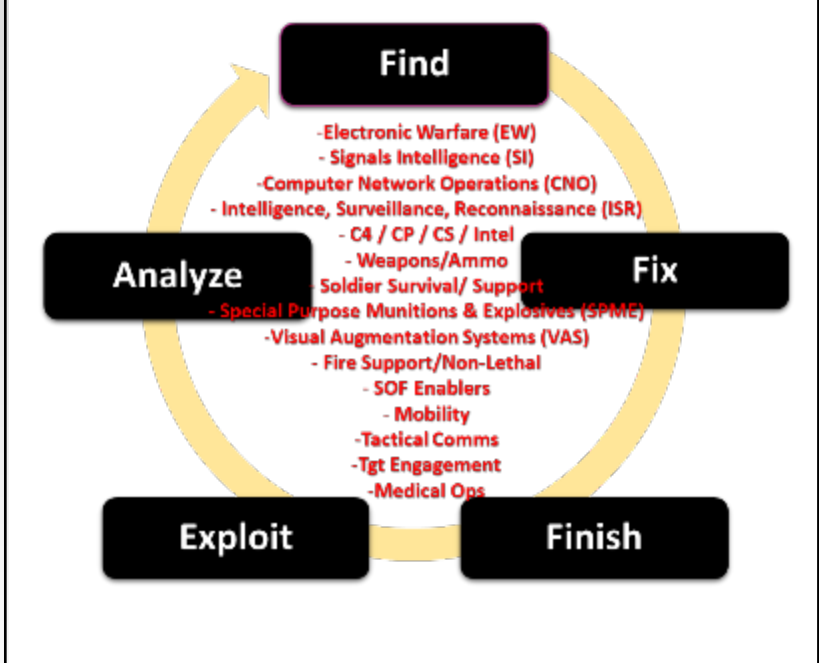 Find
-Electronic Warfare (EW)
- Signals Intelligence (SI)
-Computer Network Operations (CNO)
- Intelligence, Surveillance, Reconnaissance (ISR)
- C4 / CP / CS / Intel
- Weapons/Ammo
- Soldier Survival/ Support
- Special Purpose Munitions & Explosives (SPME)
-Visual Augmentation Systems (VAS)
- Fire Support/Non-Lethal
- SOF Enablers
- Mobility
-Tactical Comms
-Tgt Engagement
-Medical Ops
Analyze
Fix
Exploit
Finish